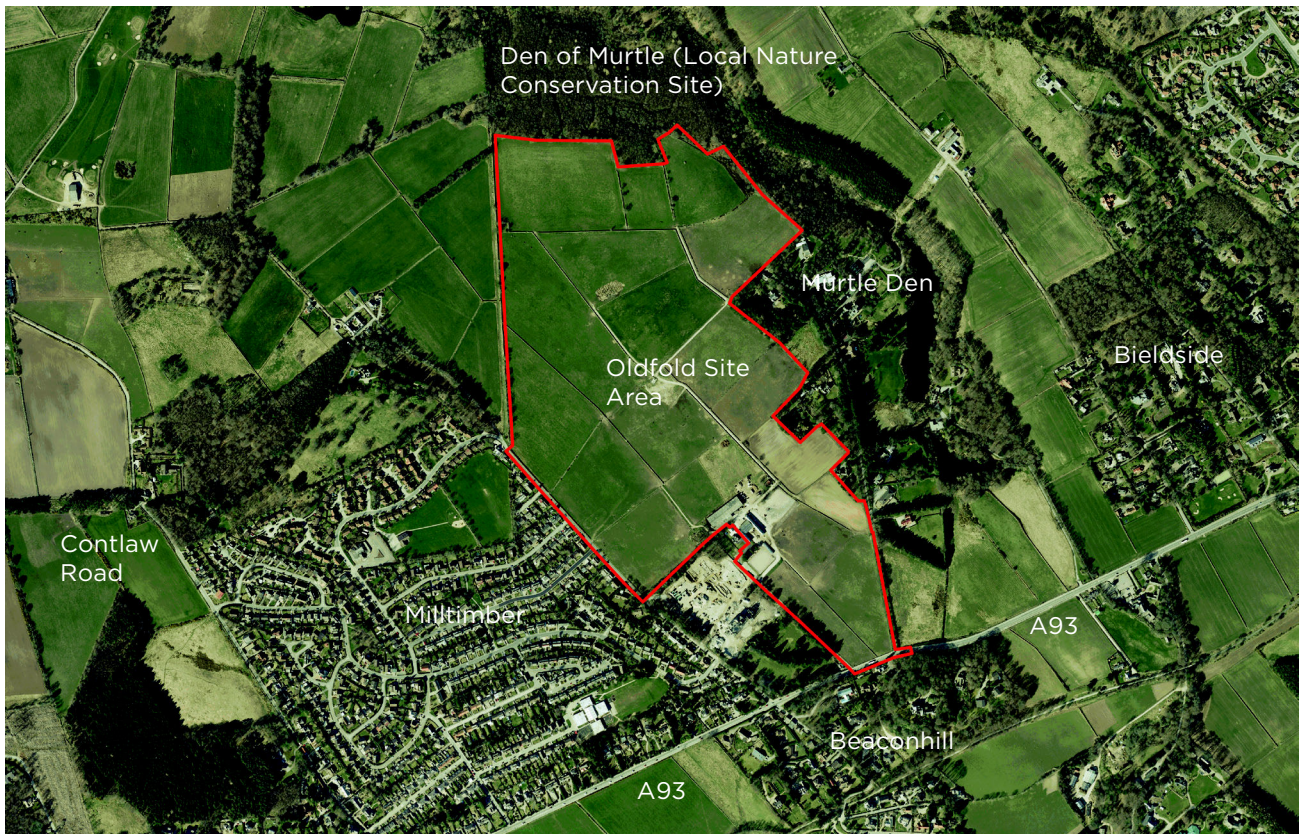 Den of Murtle (Local Nature
Conservation Site)
Murtle Den
Bieldside
Oldfold Site
Area
Contlaw
Road
Milltimber
A93
Beaconhill
A93